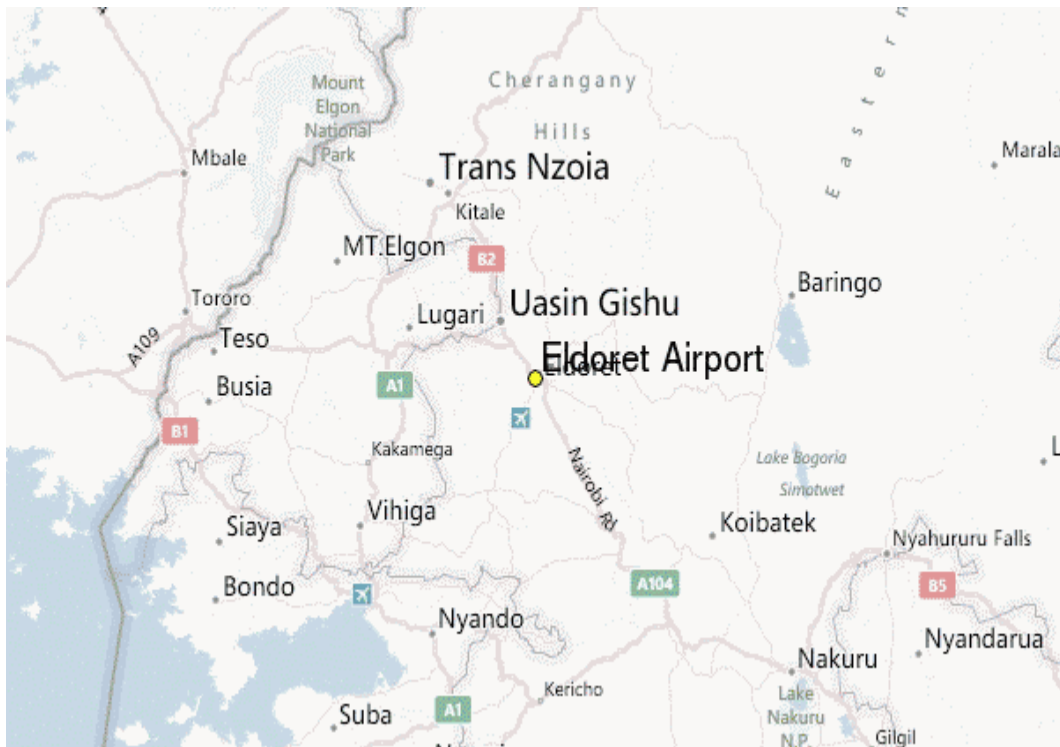 Eastern
Cherangany
Hills
Mount
Elgon
National
Park
Mbale
Marala
Trans Nzoia
Kitale
MT.Elgon
B2
Baringo
Tororo
Lugari
Uasin Gishu
A109
Teso
Eldoret Airport
Eldoret
A1
Busia
B1
Kakamega
Nairobi Rd
Lake Bogoria
Simotwet
L
Vihiga
Koibatek
Siaya
Nyahururu Falls
Bondo
A104
B5
Nyando
Nyandarua
Nakuru
Kericho
Lake
Nakuru
N.P.
A1
Suba
Gilgil